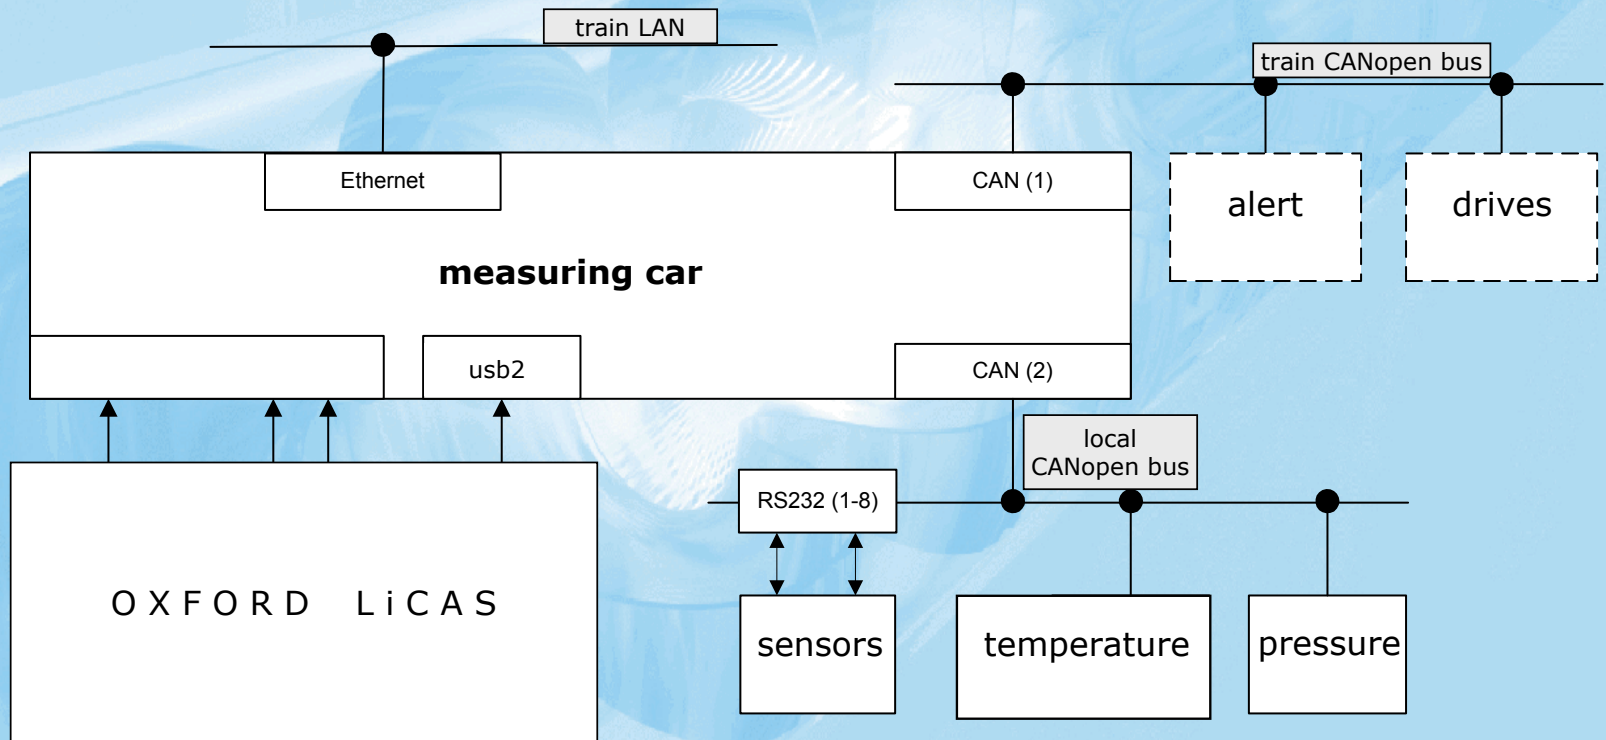 train LAN
train CANopen bus
Ethernet
CAN (1)
alert
drives
measuring car
usb2
CAN (2)
local
CANopen bus
RS232 (1-8)
OXFORD LiCAS
sensors
temperature
pressure